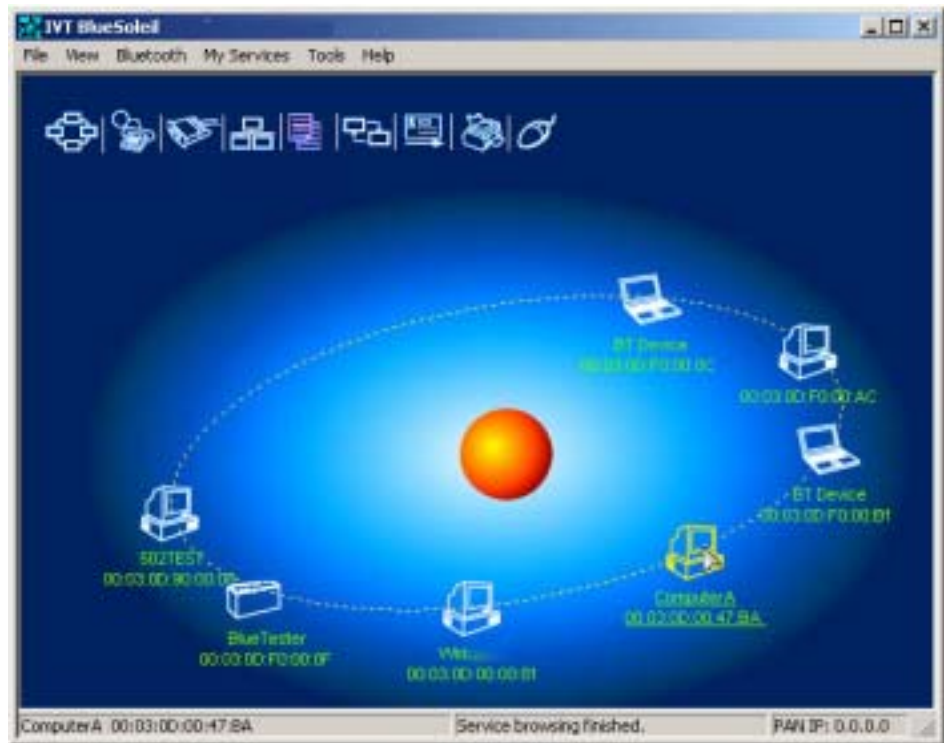 IVT BlueSoleil
File View Bluetooth My Services Tools Help
BT Device
00:03:0D:F0:00:0C
00:03:0D:F0:00:AC
BT Device
00:03:0D:F0:00:B1
ComputerA
00:03:0D:00:47:BA
502TEST
BlueTester
00:03:0D:F0:00:0F
00:03:0D:00:00:B1
ComputerA 00:03:0D:00:47:BA
Service browsing finished.
PAN IP: 0.0.0.0